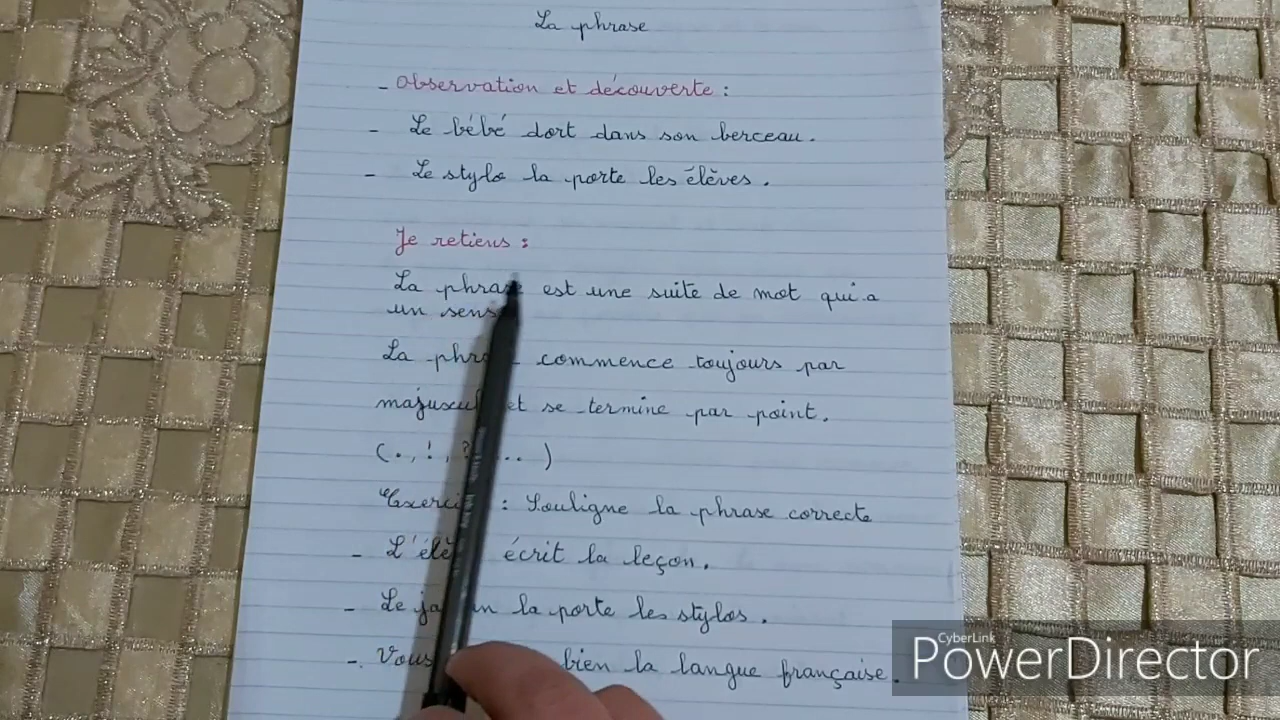 La phrase
- Observation et découverte :
- Le bébé dort dans son berceau.
- Le stylo la porte les élèves.
Je retiens :
La phrase est une suite de mot qui a
un sens
La commence toujours par
et se termine par point.
(. , ! , ? .. )
: Souligne la phrase correcte
- écrit la leçon.
- Le la porte les stylos.
- Vous bien la langue française.
CyberLink
PowerDirector